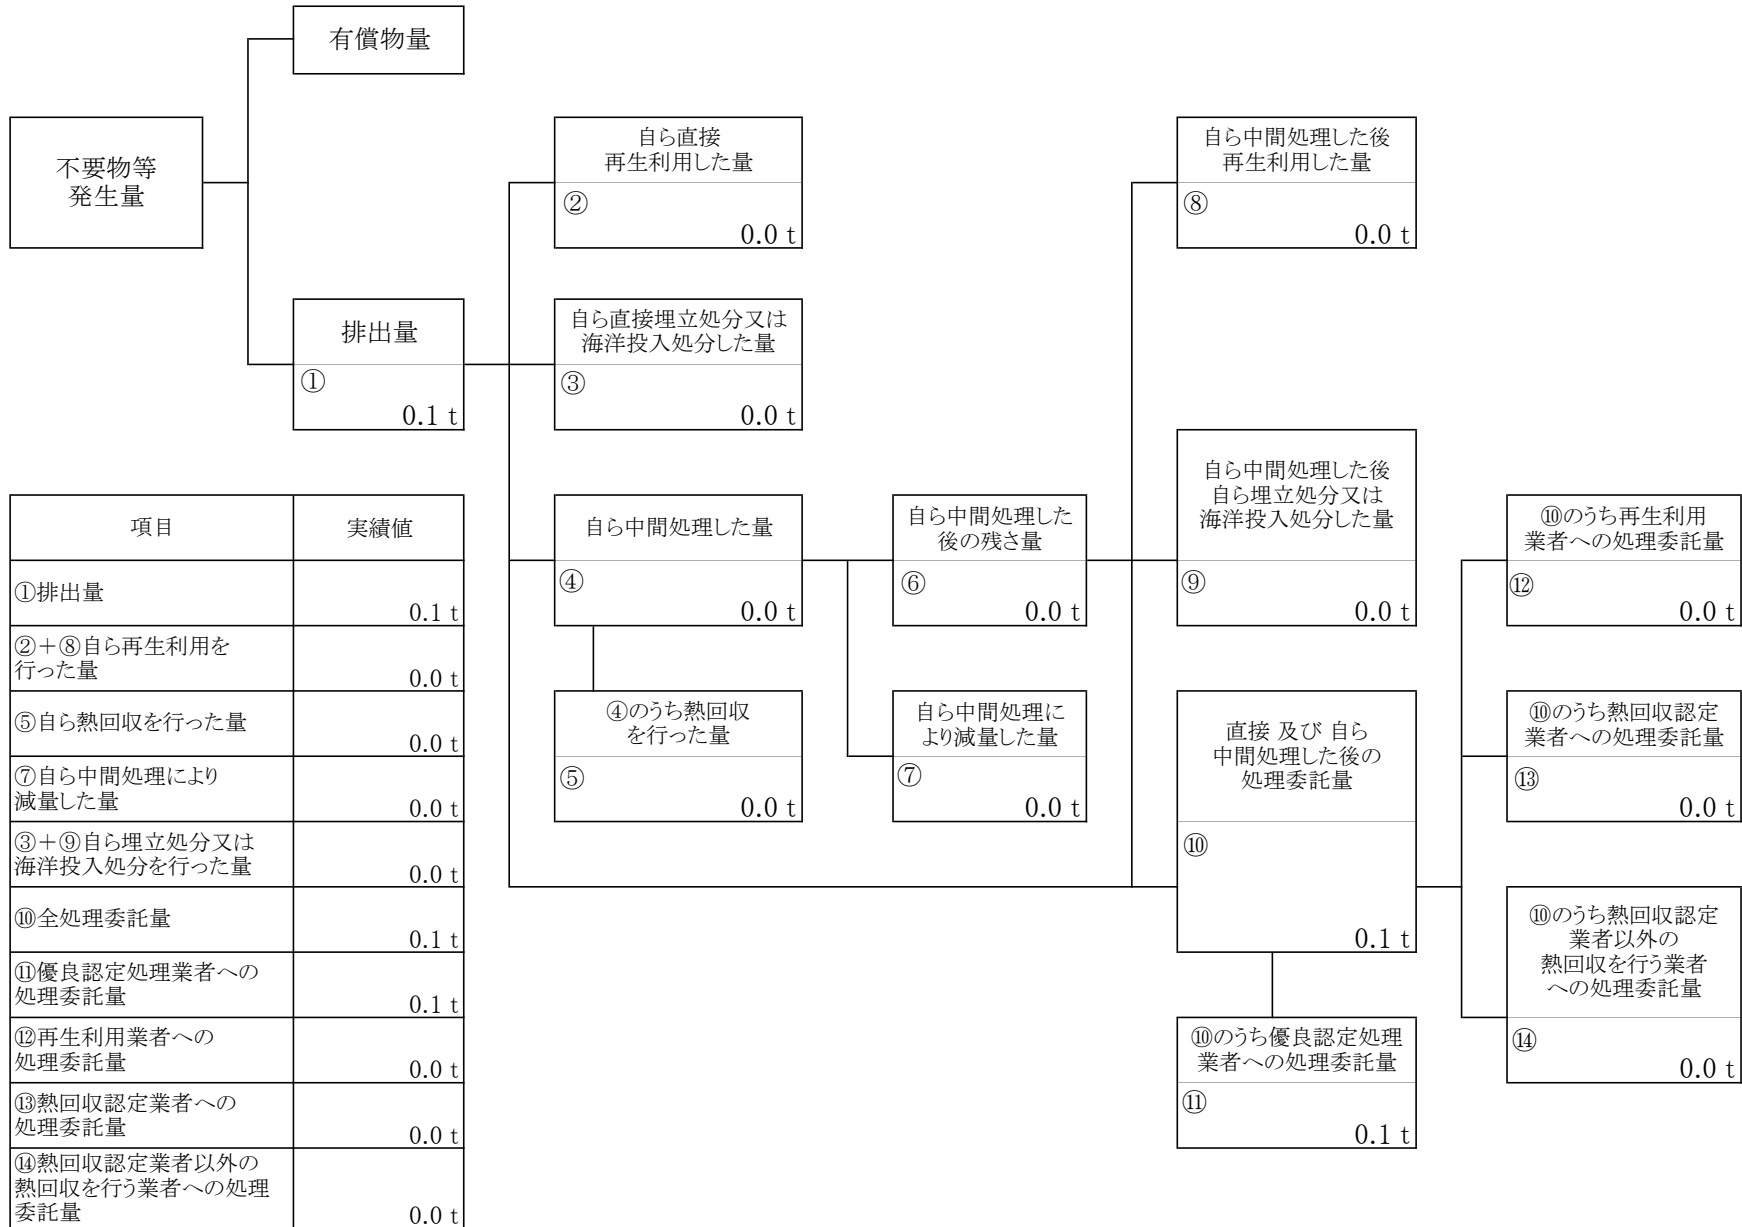 有償物量
不要物等
発生量
自ら直接
再生利用した量
②
0.0 t
自ら中間処理した後
再生利用した量
⑧
0.0 t
排出量
①
0.1 t
自ら直接埋立処分又は
海洋投入処分した量
③
0.0 t
自ら中間処理した量
④
0.0 t
自ら中間処理した
後の残さ量
⑥
0.0 t
自ら中間処理した後
自ら埋立処分又は
海洋投入処分した量
⑨
0.0 t
⑩のうち再生利用
業者への処理委託量
⑫
0.0 t
④のうち熱回収
を行った量
⑤
0.0 t
自ら中間処理に
より減量した量
⑦
0.0 t
直接 及び 自ら
中間処理した後の
処理委託量
⑩
0.1 t
⑩のうち熱回収認定
業者への処理委託量
⑬
0.0 t
⑩のうち熱回収認定
業者以外の
熱回収を行う業者
への処理委託量
⑭
0.0 t
⑩のうち優良認定処理
業者への処理委託量
⑪
0.1 t
項目 実績値
①排出量
0.1 t
②＋⑧自ら再生利用を
行った量
0.0 t
⑤自ら熱回収を行った量
0.0 t
⑦自ら中間処理により
減量した量
0.0 t
③＋⑨自ら埋立処分又は
海洋投入処分を行った量
0.0 t
⑩全処理委託量
0.1 t
⑪優良認定処理業者への
処理委託量
0.1 t
⑫再生利用業者への
処理委託量
0.0 t
⑬熱回収認定業者への
処理委託量
0.0 t
⑭熱回収認定業者以外の
熱回収を行う業者への処理
委託量
0.0 t